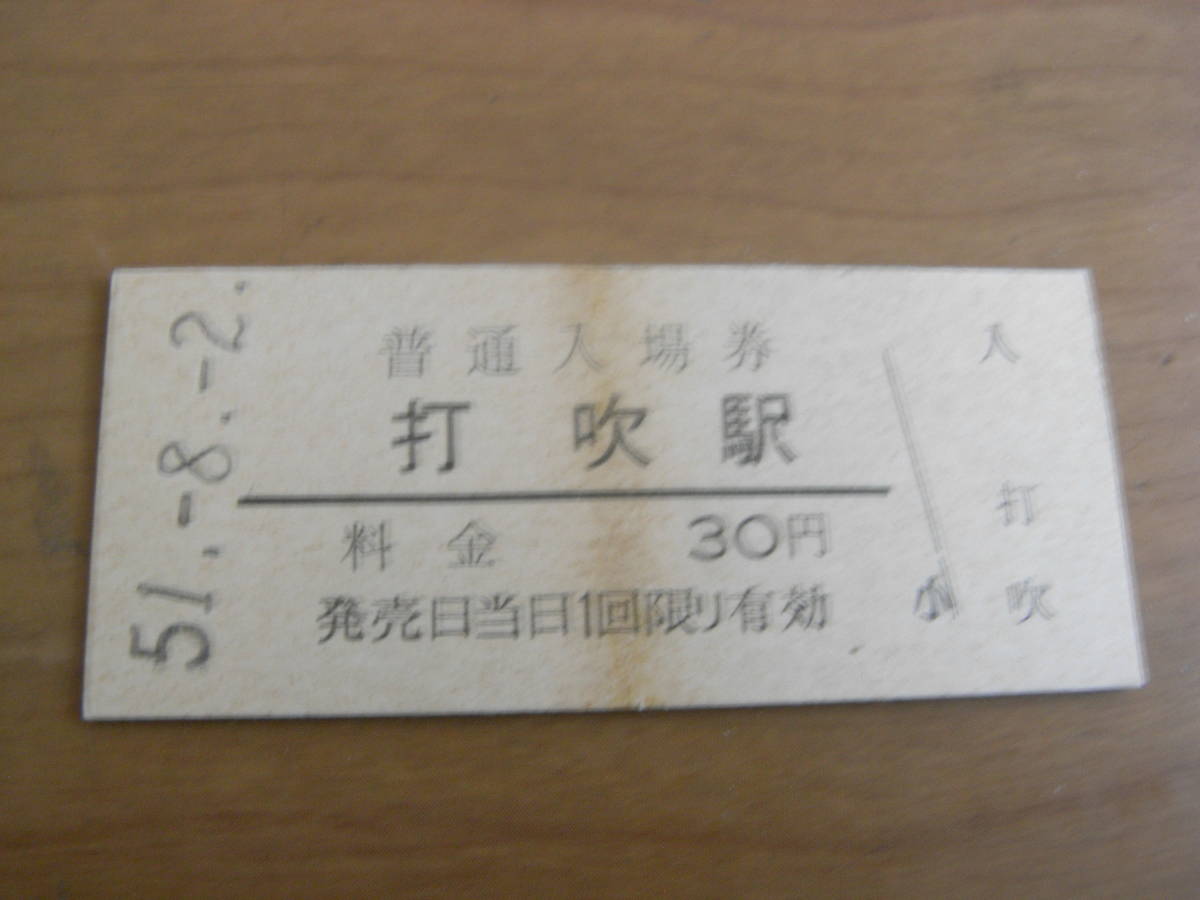 51.-8.-2.
普通入場券
打吹駅
料金 30円
発売日当日1回限り有効
小
入
打
吹